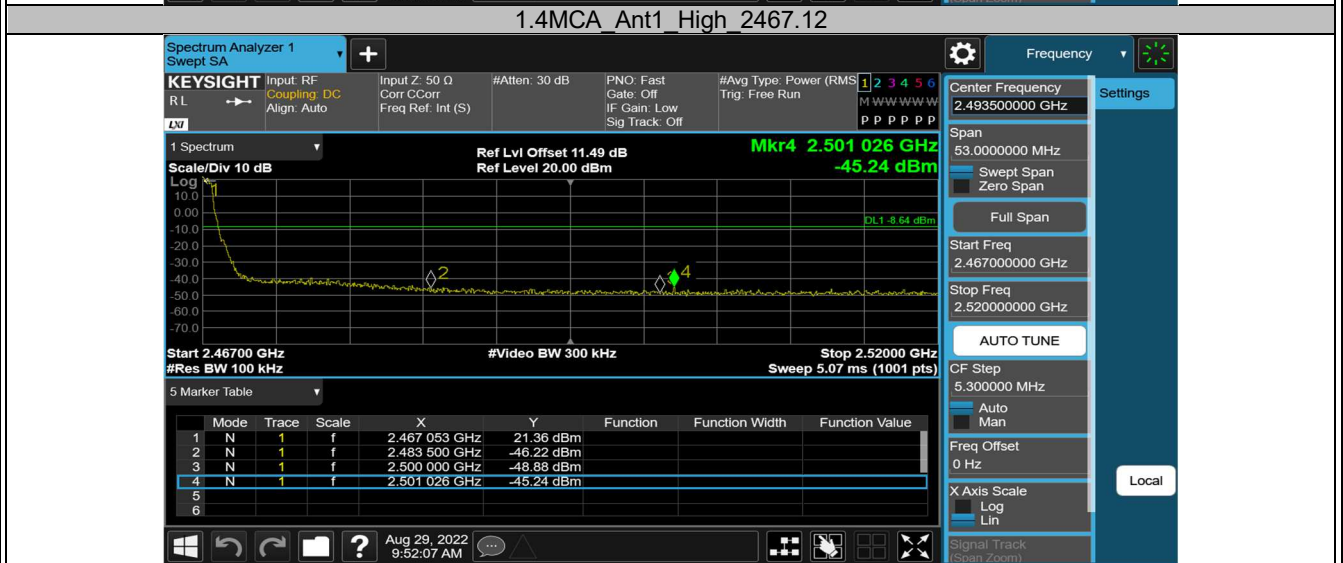 (Span Zoom)
1.4MCA_Ant1_High_2467.12
Spectrum Analyzer 1
Swept SA
Frequency
KEYSIGHT
RL
LXI
Input: RF
Coupling: DC
Align: Auto
Input Z: 50 Ω
Corr CCorr
Freq Ref: Int (S)
#Atten: 30 dB
PNO: Fast
Gate: Off
IF Gain: Low
Sig Track: Off
#Avg Type: Power (RMS
Trig: Free Run
1 2 3 4 5 6
M W W W W W
P P P P P P
Center Frequency
2.493500000 GHz
Settings
1 Spectrum
Scale/Div 10 dB
Ref Lvl Offset 11.49 dB
Ref Level 20.00 dBm
Mkr4 2.501 026 GHz
-45.24 dBm
Span
53.0000000 MHz
Swept Span
Zero Span
Full Span
Start Freq
2.467000000 GHz
Stop Freq
2.520000000 GHz
AUTO TUNE
CF Step
5.300000 MHz
Auto
Man
Freq Offset
0 Hz
X Axis Scale
Log
Lin
Signal Track
(Span Zoom)
Local
Log
10.0
0.00
-10.0
-20.0
-30.0
-40.0
-50.0
-60.0
-70.0
DL1 -8.64 dBm
1
2
4
Start 2.46700 GHz
#Res BW 100 kHz
#Video BW 300 kHz
Stop 2.52000 GHz
Sweep 5.07 ms (1001 pts)
5 Marker Table
Mode Trace Scale X Y Function Function Width Function Value
1 N 1 f 2.467 053 GHz 21.36 dBm
2 N 1 f 2.483 500 GHz -46.22 dBm
3 N 1 f 2.500 000 GHz -48.88 dBm
4 N 1 f 2.501 026 GHz -45.24 dBm
5
6
?
Aug 29, 2022
9:52:07 AM